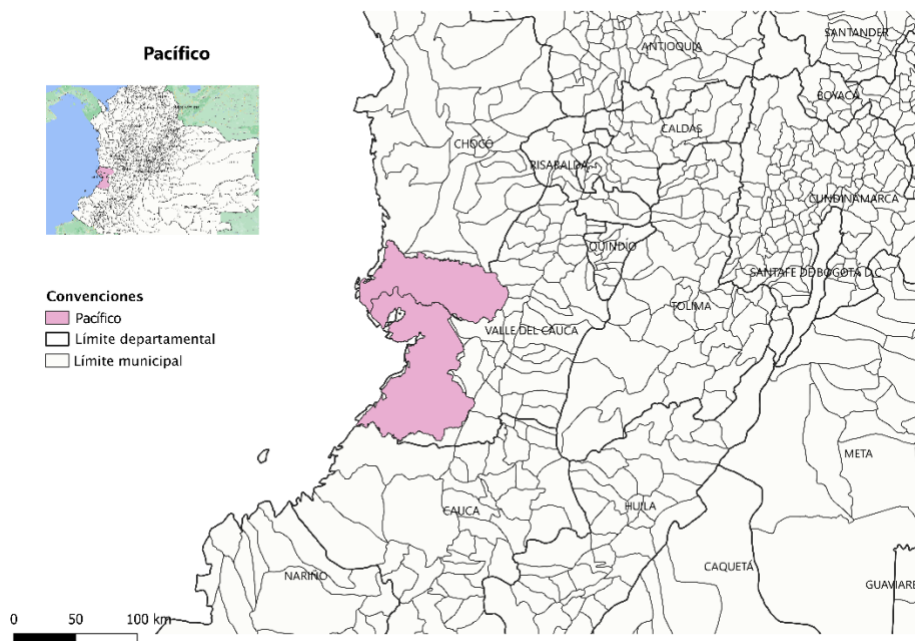 Pacífico
SANTANDER
ANTIOQUIA
BOYACÁ
CALDAS
CHOCÓ
RISARALDA
CUNDINAMARCA
QUINDÍO
SANTAFE DE BOGOTÁ D.C
Convenciones
Pacífico
Límite departamental
Límite municipal
TOLIMA
VALLE DEL CAUCA
META
HUILA
CAUCA
CAQUETÁ
NARIÑO
GUAVIARE
0 50 100 km